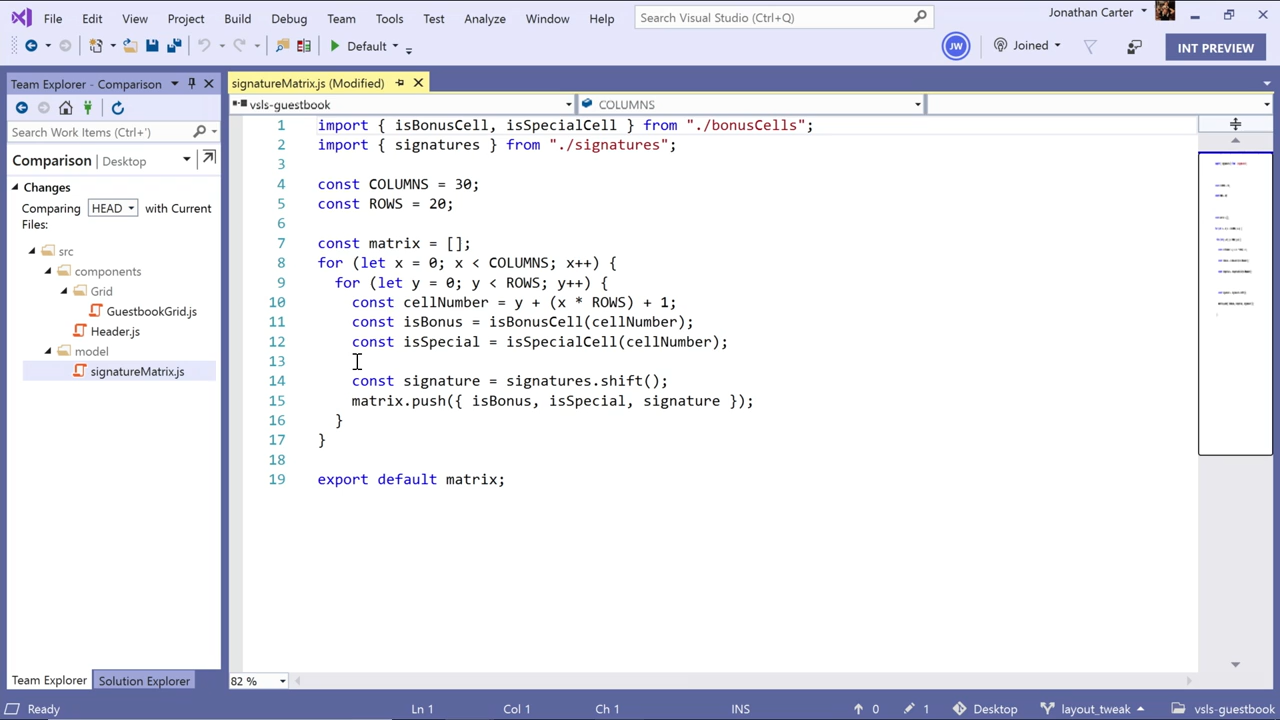 File Edit View Project Build Debug Team Tools Test Analyze Window Help Search Visual Studio (Ctrl+Q) Jonathan Carter
Default JW Joined INT PREVIEW
Team Explorer - Comparison
Search Work Items (Ctrl+')
Comparison | Desktop
Changes
Comparing HEAD with Current
Files:
src
components
Grid
GuestbookGrid.js
Header.js
model
signatureMatrix.js
Team Explorer Solution Explorer
signatureMatrix.js (Modified)
vsls-guestbook COLUMNS
1 import { isBonusCell, isSpecialCell } from "./bonusCells";
2 import { signatures } from "./signatures";
3
4 const COLUMNS = 30;
5 const ROWS = 20;
6
7 const matrix = [];
8 for (let x = 0; x < COLUMNS; x++) {
9 for (let y = 0; y < ROWS; y++) {
10 const cellNumber = y + (x * ROWS) + 1;
11 const isBonus = isBonusCell(cellNumber);
12 const isSpecial = isSpecialCell(cellNumber);
13
14 const signature = signatures.shift();
15 matrix.push({ isBonus, isSpecial, signature });
16 }
17 }
18
19 export default matrix;
82 %
Ready Ln 1 Col 1 Ch 1 INS 0 1 Desktop layout_tweak vsls-guestbook